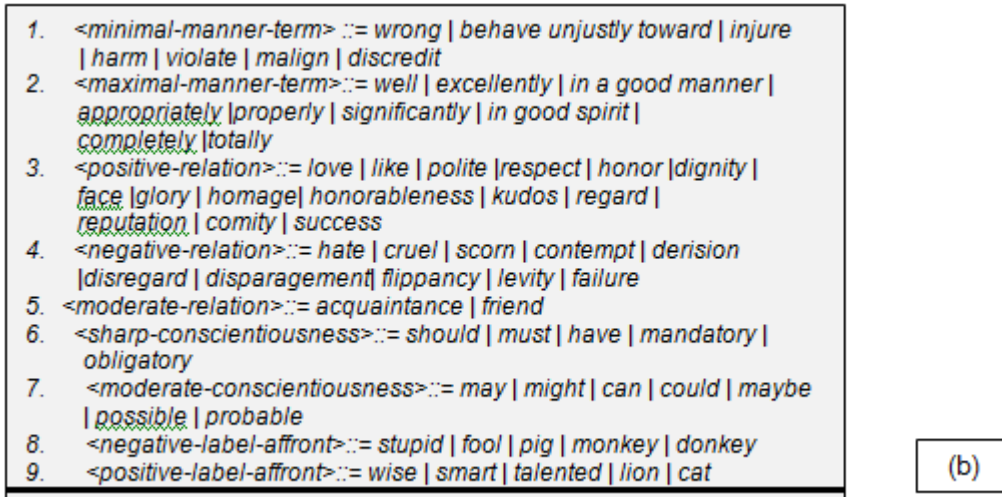 1. <minimal-manner-term> ::= wrong | behave unjustly toward | injure
| harm | violate | malign | discredit
2. <maximal-manner-term>::= well | excellently | in a good manner |
appropriately |properly | significantly | in good spirit |
completely |totally
3. <positive-relation>::= love | like | polite |respect | honor |dignity |
face |glory | homage| honorableness | kudos | regard |
reputation | comity | success
4. <negative-relation>::= hate | cruel | scorn | contempt | derision
|disregard | disparagement| flippancy | levity | failure
5. <moderate-relation>::= acquaintance | friend
6. <sharp-conscientiousness>::= should | must | have | mandatory |
obligatory
7. <moderate-conscientiousness>::= may | might | can | could | maybe
| possible | probable
8. <negative-label-affront>::= stupid | fool | pig | monkey | donkey
9. <positive-label-affront>::= wise | smart | talented | lion | cat
(b)